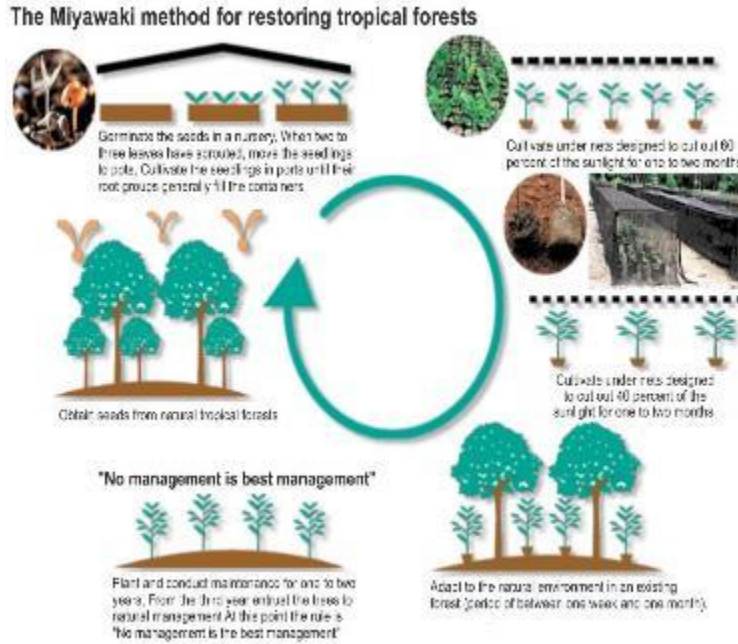 The Miyawaki method for restoring tropical forests
Germinate the seeds in a nursery, When two to
three leaves have sprouted, move the seedlings
to pots, Cultivate the seedlings in ports until their
root groups generally fill the containers
Cultivate under nets designed to cut out 60
percent of the sunlight for one to two months
Obtain seeds from natural tropical forests
Cultivate under nets designed
to cut out 40 percent of the
sunlight for one to two months
"No management is best management"
Plant and conduct maintenance for one to two
years, From the third year entrust the trees to
natural management At this point the rule is
"No management is the best management"
Adapt to the natural environment in an existing
forest (period of between one week and one month).